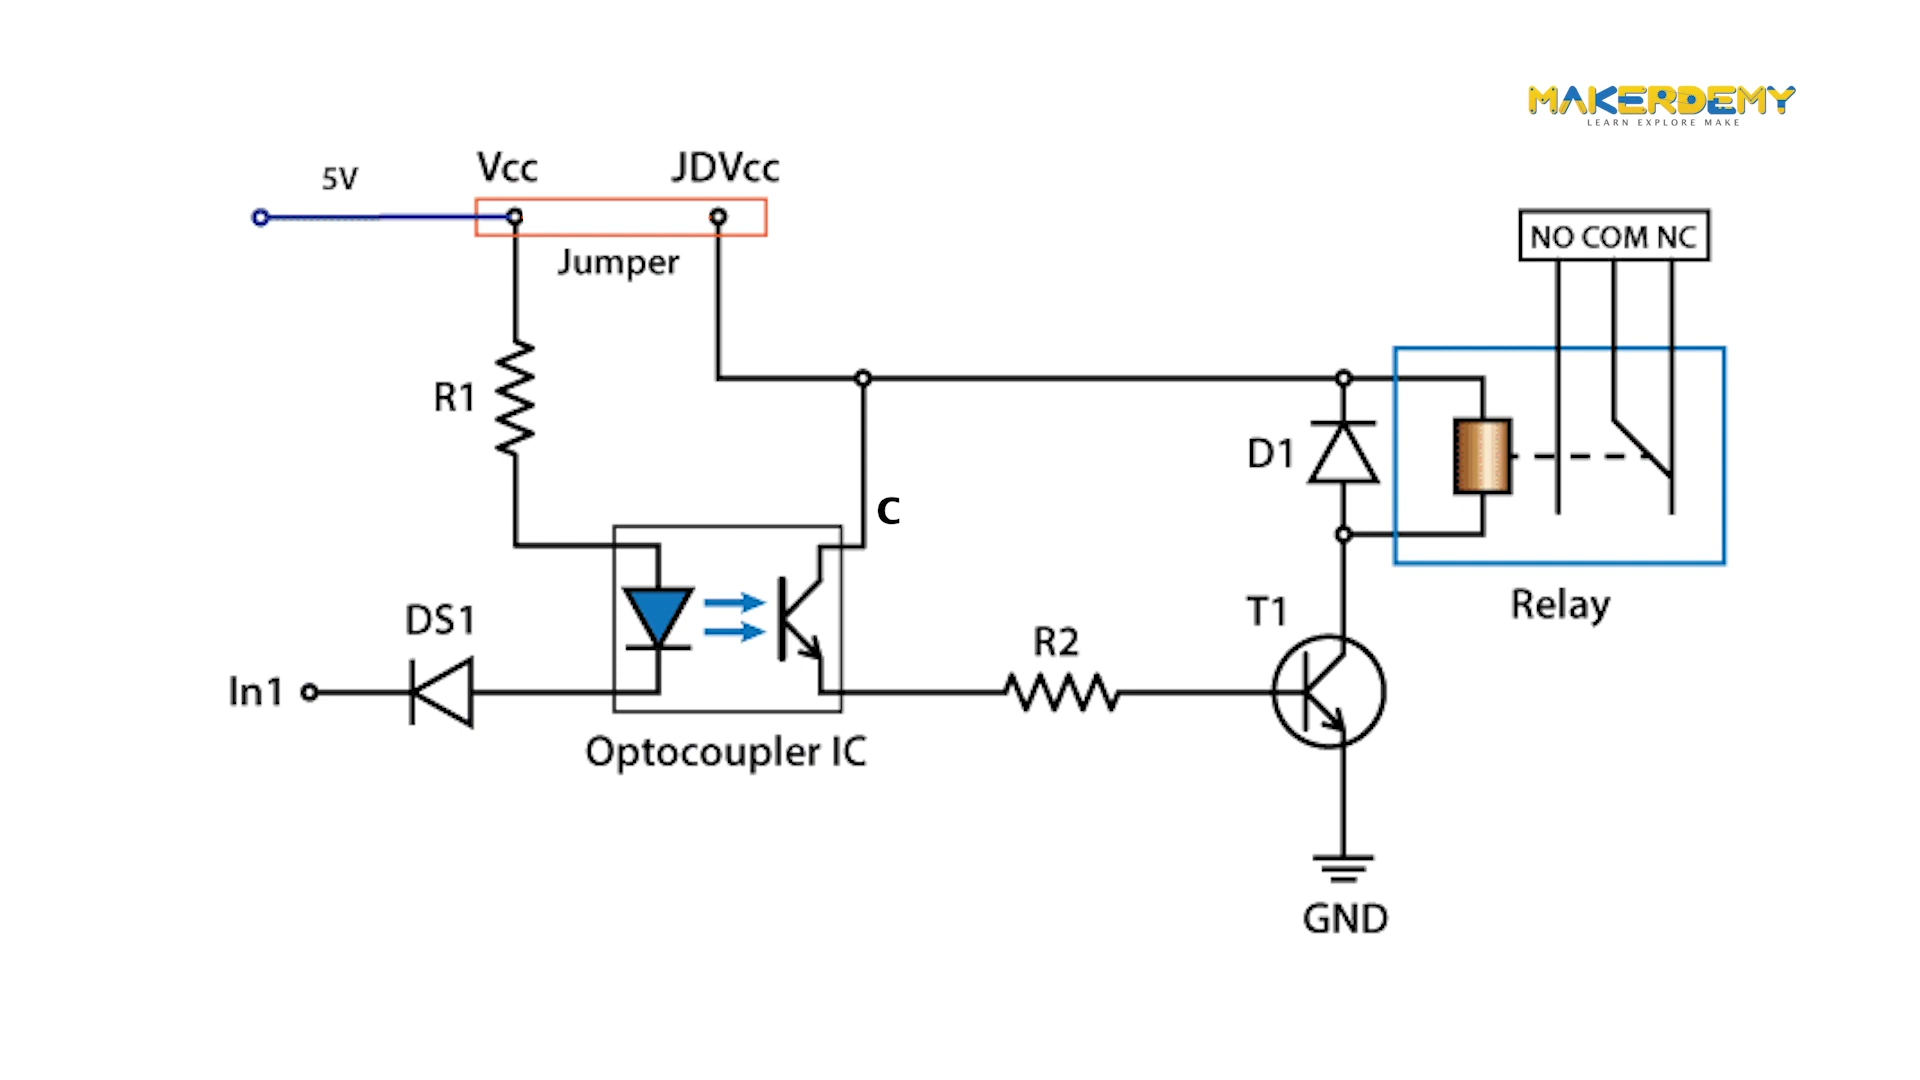 MAKERDEMY
LEARN EXPLORE MAKE
5V
Vcc
JDVcc
Jumper
NO COM NC
R1
D1
C
DS1
T1
Relay
R2
In1
Optocoupler IC
GND